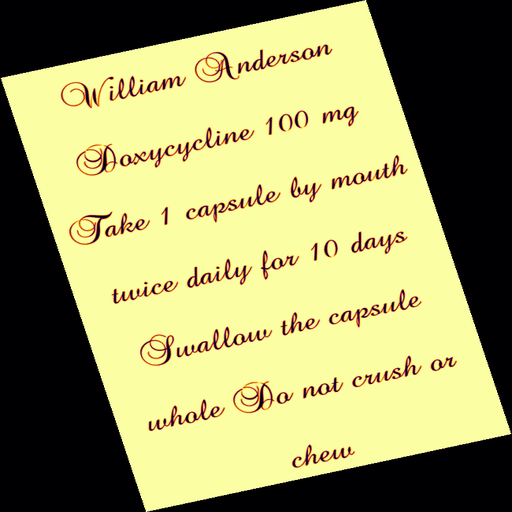 William Anderson
Doxycycline 100 mg
Take 1 capsule by mouth
twice daily for 10 days
Swallow the capsule
whole Do not crush or
chew